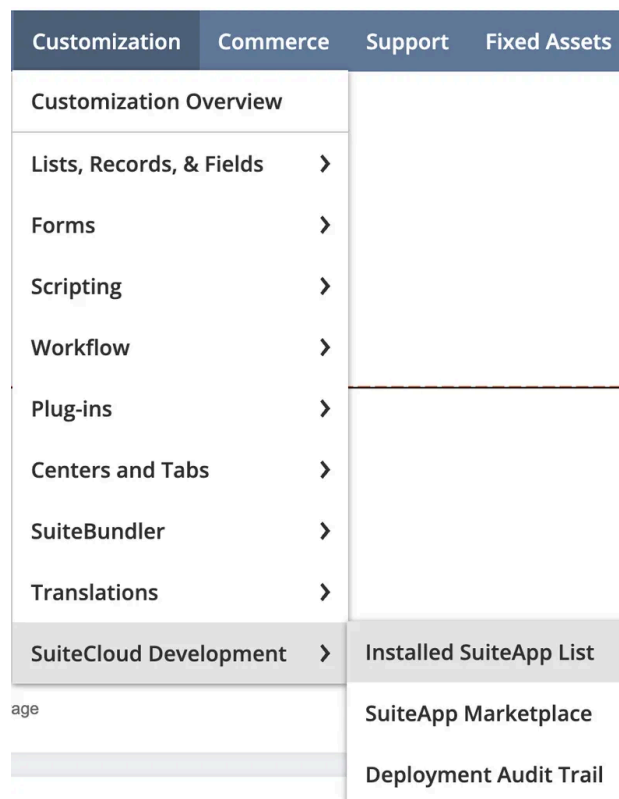 Customization Commerce Support Fixed Assets
Customization Overview
Lists, Records, & Fields
Forms
Scripting
Workflow
Plug-ins
Centers and Tabs
SuiteBundler
Translations
SuiteCloud Development
Installed SuiteApp List
age
SuiteApp Marketplace
Deployment Audit Trail